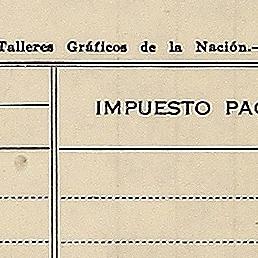 Talleres Gráficos de la Nación.—
IMPUESTO PAG